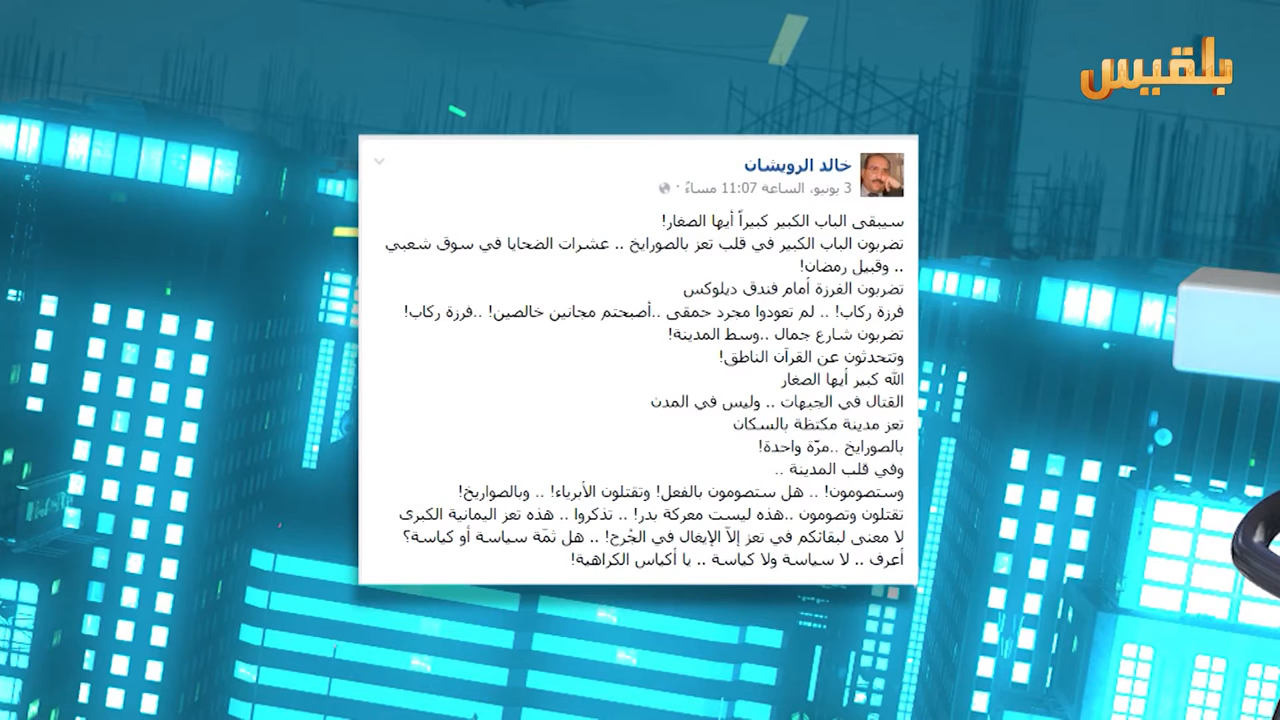 بلقيس
خالد الرويشان
3 يونيو، الساعة 11:07 مساءً ·
سيبقى الباب الكبير كبيراً أيها الصغار!
تضربون الباب الكبير في قلب تعز بالصورايخ .. عشرات الضحايا في سوق شعبي
.. وقبيل رمضان!
تضربون الفرزة أمام فندق ديلوكس
فرزة ركاب! .. لم تعودوا مجرد حمقى ..أصبحتم مجانين خالصين! ..فرزة ركاب!
تضربون شارع جمال ..وسط المدينة!
وتتحدثون عن القرآن الناطق!
الله كبير أيها الصغار
القتال في الجبهات .. وليس في المدن
تعز مدينة مكتظة بالسكان
بالصورايخ ..مرّة واحدة!
وفي قلب المدينة ..
وستصومون! .. هل ستصومون بالفعل! وتقتلون الأبرياء! .. وبالصواريخ!
تقتلون وتصومون ..هذه ليست معركة بدر! .. تذكروا .. هذه تعز اليمانية الكبرى
لا معنى لبقائكم في تعز إلاّ الإيغال في الجُرح! .. هل ثمّة سياسة أو كياسة؟
أعرف .. لا سياسة ولا كياسة .. يا أكياس الكراهية!